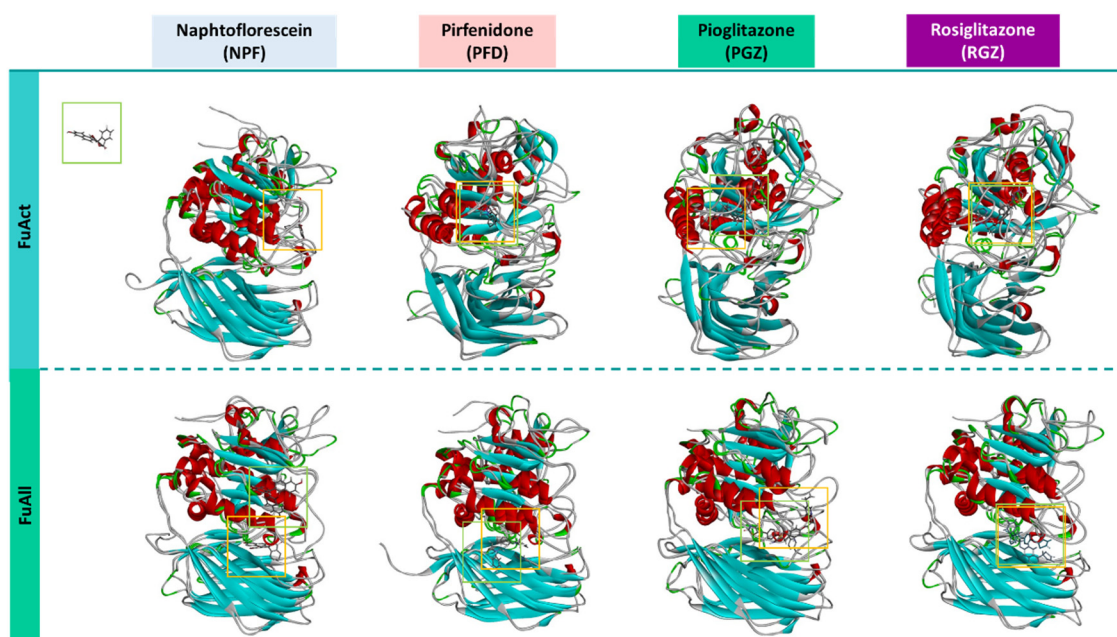 Naphtoflorescein
(NPF)
Pirfenidone
(PFD)
Pioglitazone
(PGZ)
Rosiglitazone
(RGZ)
FuAct
FuAll